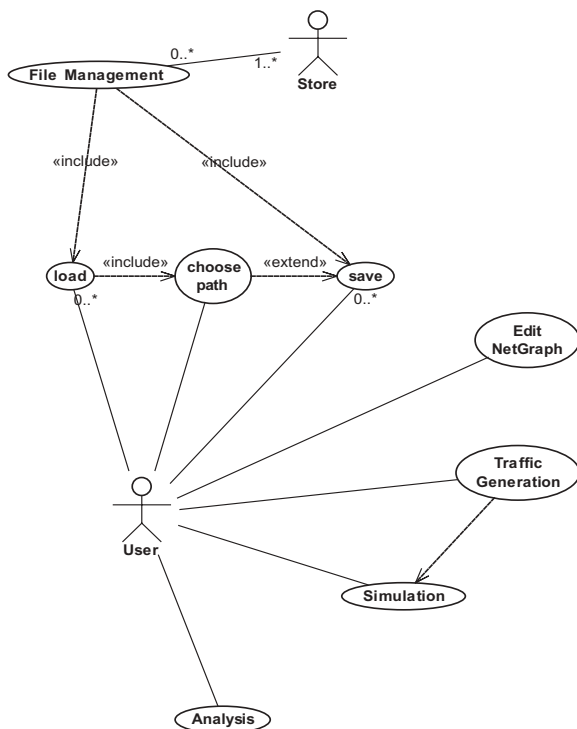 0..*
1..*
File Management
Store
«include»
«include»
«include»
«extend»
load
choose
path
save
0..*
0..*
Edit
NetGraph
Traffic
Generation
User
Simulation
Analysis